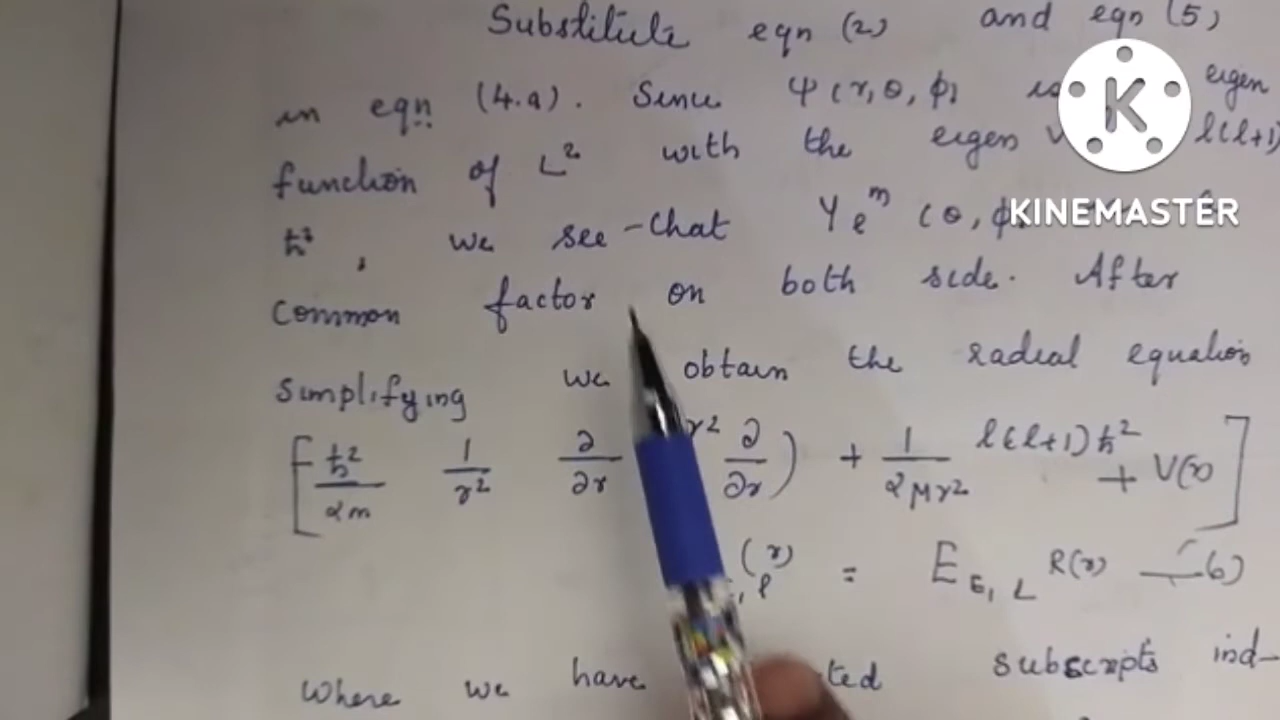 Substitute eqn (2) and eqn (5)
in eqn (4.a). Since ψ(r,θ,φ) is eigen
function of L² with the eigen l(l+1)
ħ², we see that Yₗᵐ (θ, φ)
KINEMASTER
common factor on both side. After
simplifying we obtain the radial equation
[ħ²/2m 1/r² ∂/∂r r² ∂/∂r) + 1/2μr² l(l+1)ħ² + V(r)]
,l (r) = E E, L R(r) —(6)
where we have subscripts ind-